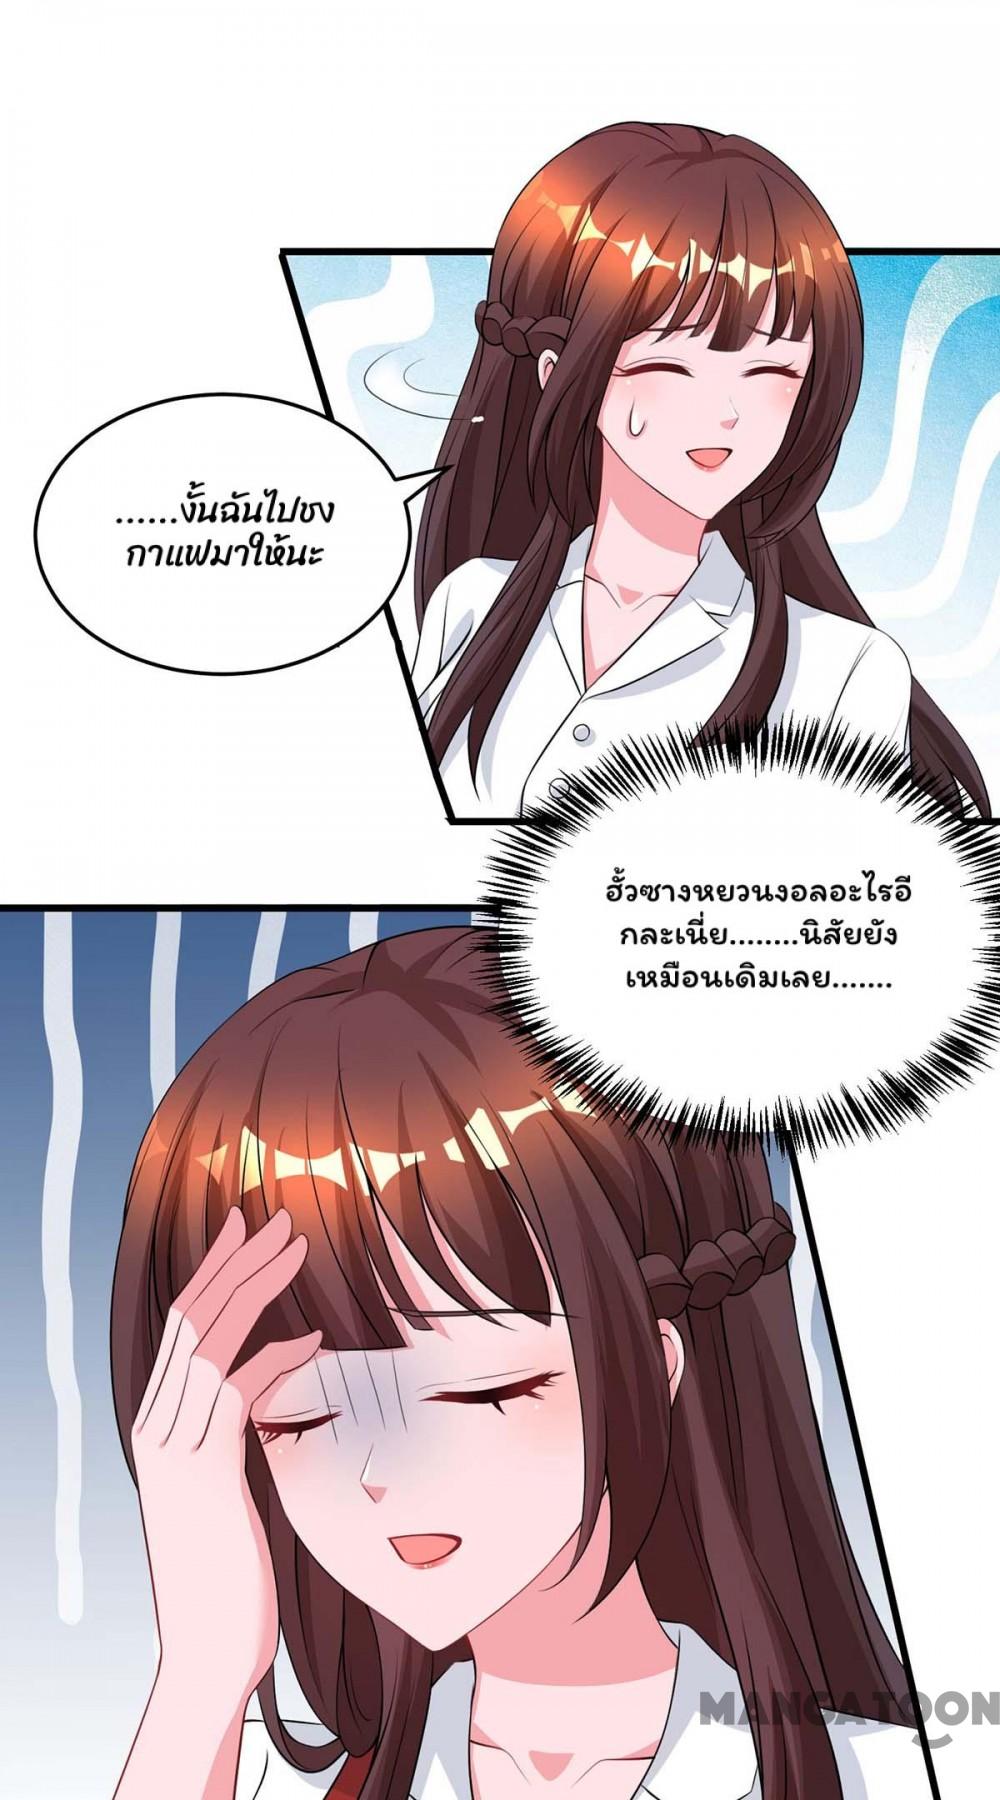 ......งั้นฉันไปชง
กาแฟมาให้นะ
ฮั้วซางหยวนงอลอะไรอี
กละเนี่ย........นิสัยยัง
เหมือนเดิมเลย.......
MANGATOON